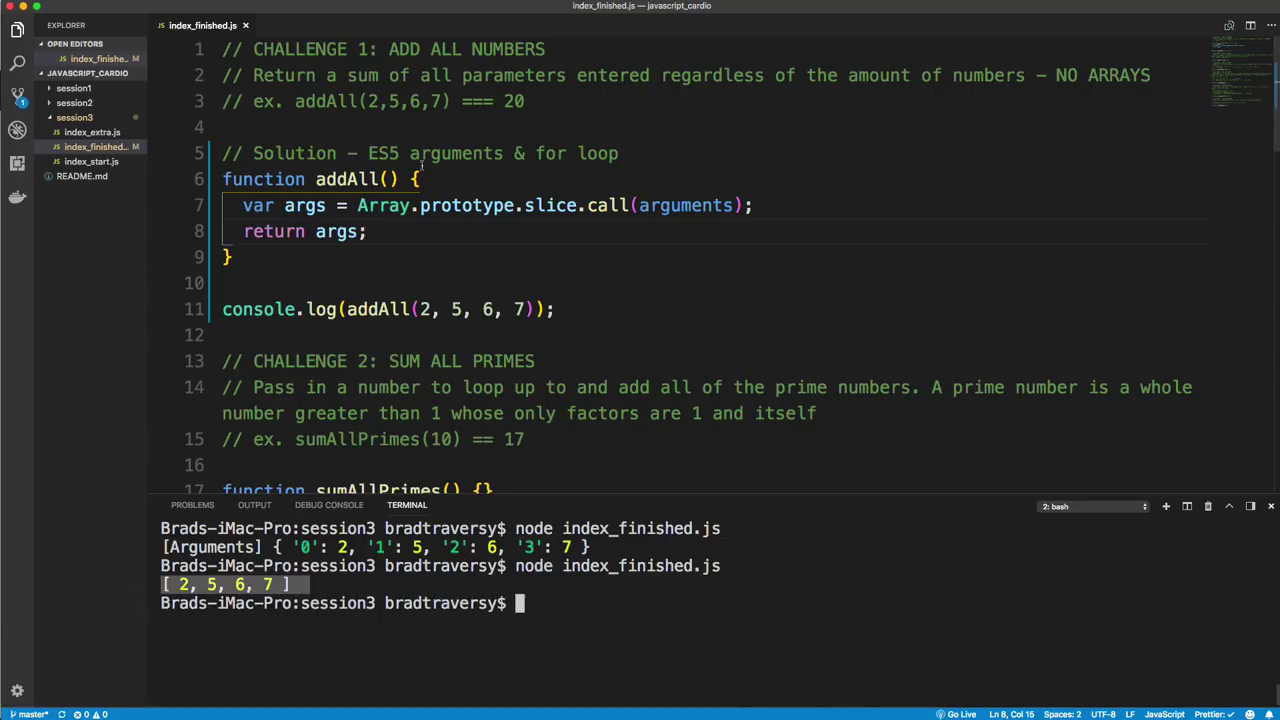 index_finished.js — javascript_cardio
EXPLORER
index_finished.js ×
OPEN EDITORS
index_finishe.. M
JAVASCRIPT_CARDIO
session1
session2
session3
index_extra.js
index_finished... M
index_start.js
README.md
1 // CHALLENGE 1: ADD ALL NUMBERS
2 // Return a sum of all parameters entered regardless of the amount of numbers - NO ARRAYS
3 // ex. addAll(2,5,6,7) === 20
4
5 // Solution - ES5 arguments & for loop
6 function addAll() {
7 var args = Array.prototype.slice.call(arguments);
8 return args;
9 }
10
11 console.log(addAll(2, 5, 6, 7));
12
13 // CHALLENGE 2: SUM ALL PRIMES
14 // Pass in a number to loop up to and add all of the prime numbers. A prime number is a whole
number greater than 1 whose only factors are 1 and itself
15 // ex. sumAllPrimes(10) == 17
16
17 function sumAllPrimes() {}
PROBLEMS OUTPUT DEBUG CONSOLE TERMINAL 2: bash
Brads-iMac-Pro:session3 bradtraversy$ node index_finished.js
[Arguments] { '0': 2, '1': 5, '2': 6, '3': 7 }
Brads-iMac-Pro:session3 bradtraversy$ node index_finished.js
[ 2, 5, 6, 7 ]
Brads-iMac-Pro:session3 bradtraversy$
master* 0 0 Go Live Ln 8, Col 15 Spaces: 2 UTF-8 LF JavaScript Prettier: ✓
1